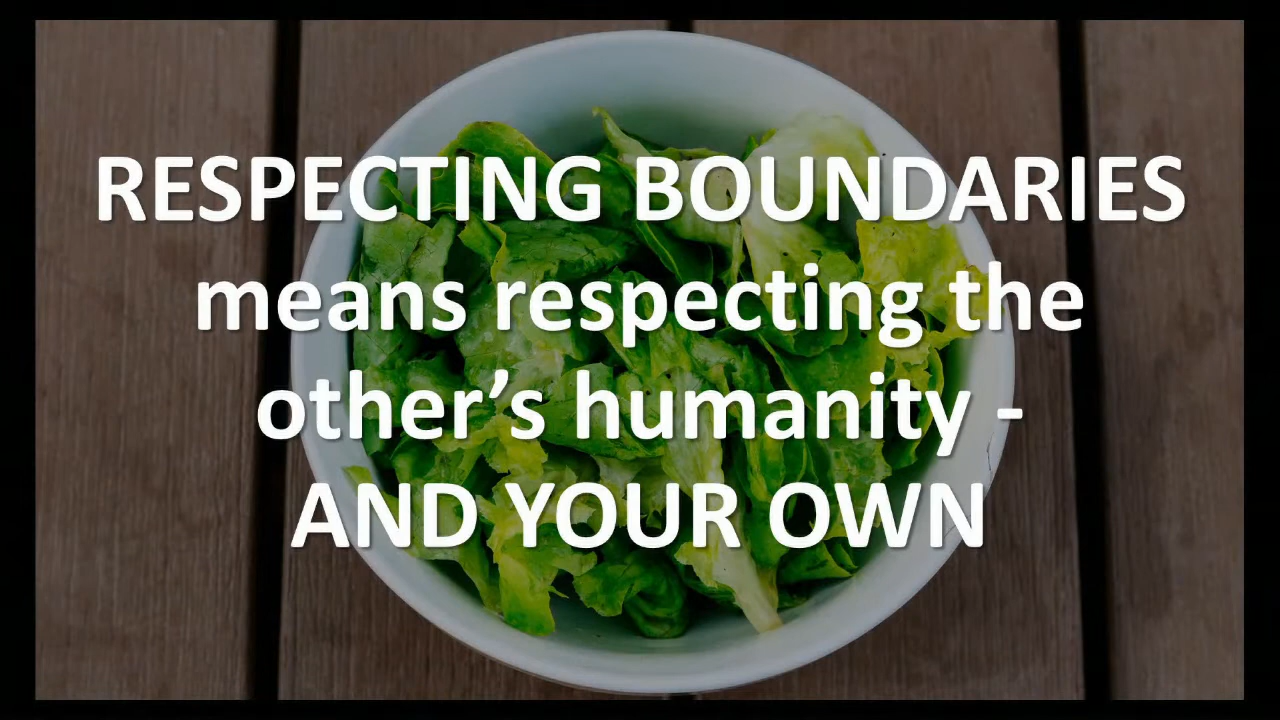 RESPECTING BOUNDARIES
means respecting the
other’s humanity -
AND YOUR OWN